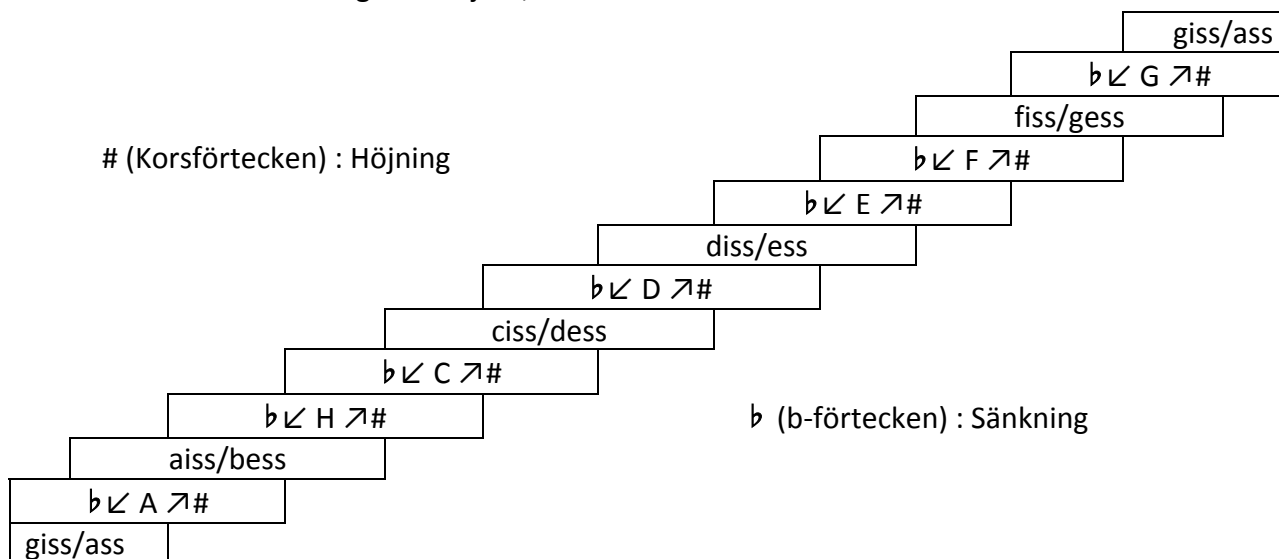 giss/ass
♭↙ G ↗#
fiss/gess
# (Korsförtecken) : Höjning
♭↙ F ↗#
♭↙ E ↗#
diss/ess
♭↙ D ↗#
ciss/dess
♭↙ C ↗#
♭↙ H ↗#
♭ (b-förtecken) : Sänkning
aiss/bess
♭↙ A ↗#
giss/ass